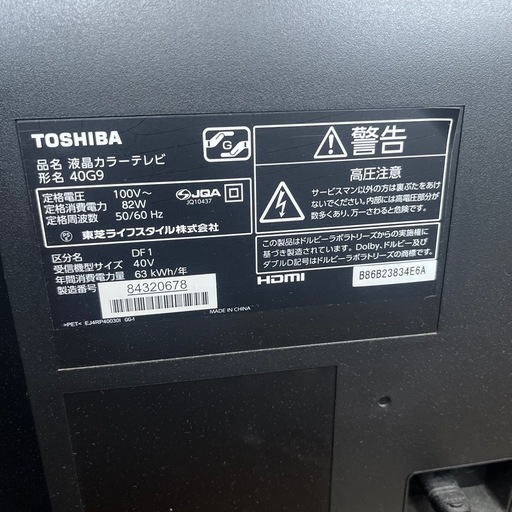 TOSHIBA
G
品名 液晶カラーテレビ
形名 40G9
定格電圧 100V~
定格消費電力 82W
定格周波数 50/60 Hz
JQA
JQ10437
東芝ライフスタイル株式会社
区分名 DF1
受信機型サイズ 40V
年間消費電力量 63 kWh/年
製造番号 84320678
警告
高圧注意
サービスマン以外の方は裏ぶたをあけな
いでください。内部には高電圧部分が
数多くあり、万一さわると危険です。
この製品はドルビーラボラトリーズからの実施権に
基づき製造されています。Dolby、ドルビー及び
ダブルD記号はドルビーラボラトリーズの商標です。
HDMI
B86B23834E6A
MADE IN CHINA
>PET< EJ4RP40030I GG-1